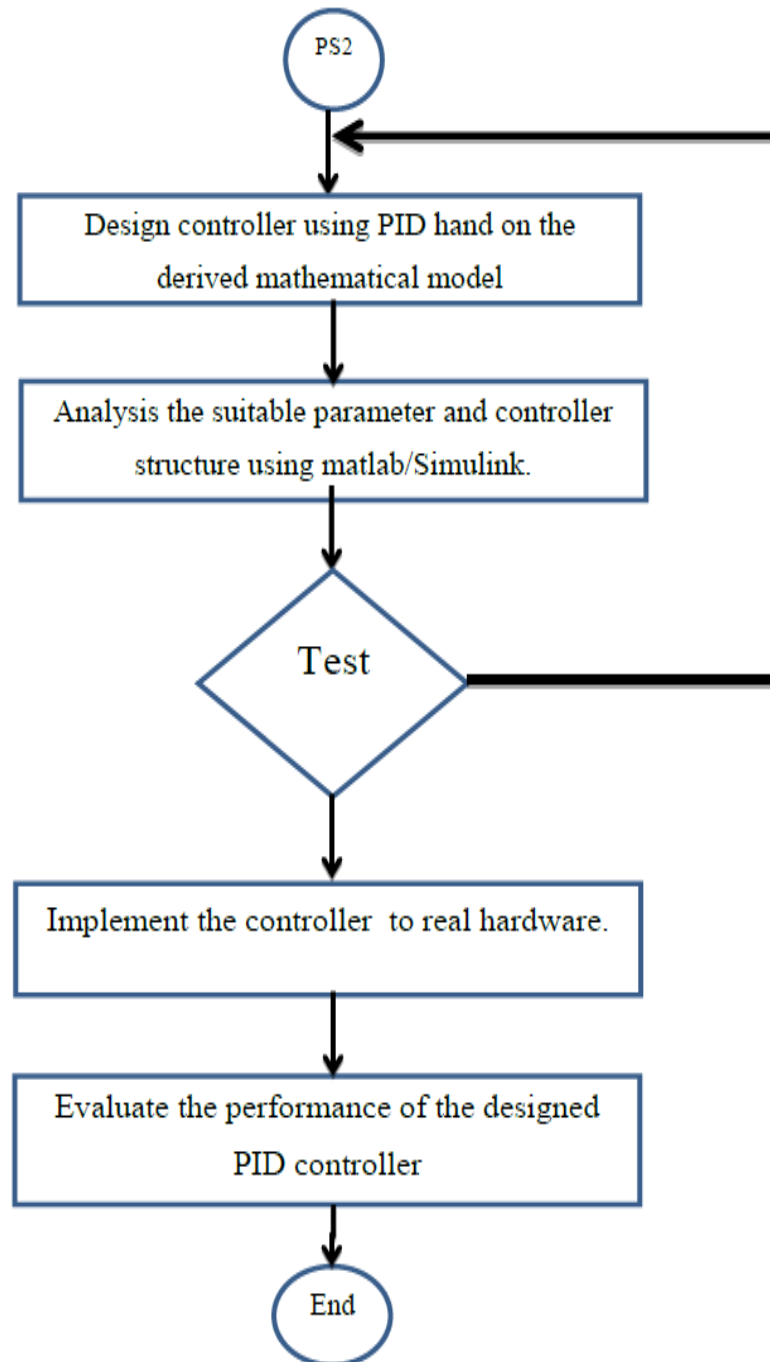 PS2
Design controller using PID hand on the
derived mathematical model
Analysis the suitable parameter and controller
structure using matlab/Simulink.
Test
Implement the controller to real hardware.
Evaluate the performance of the designed
PID controller
End